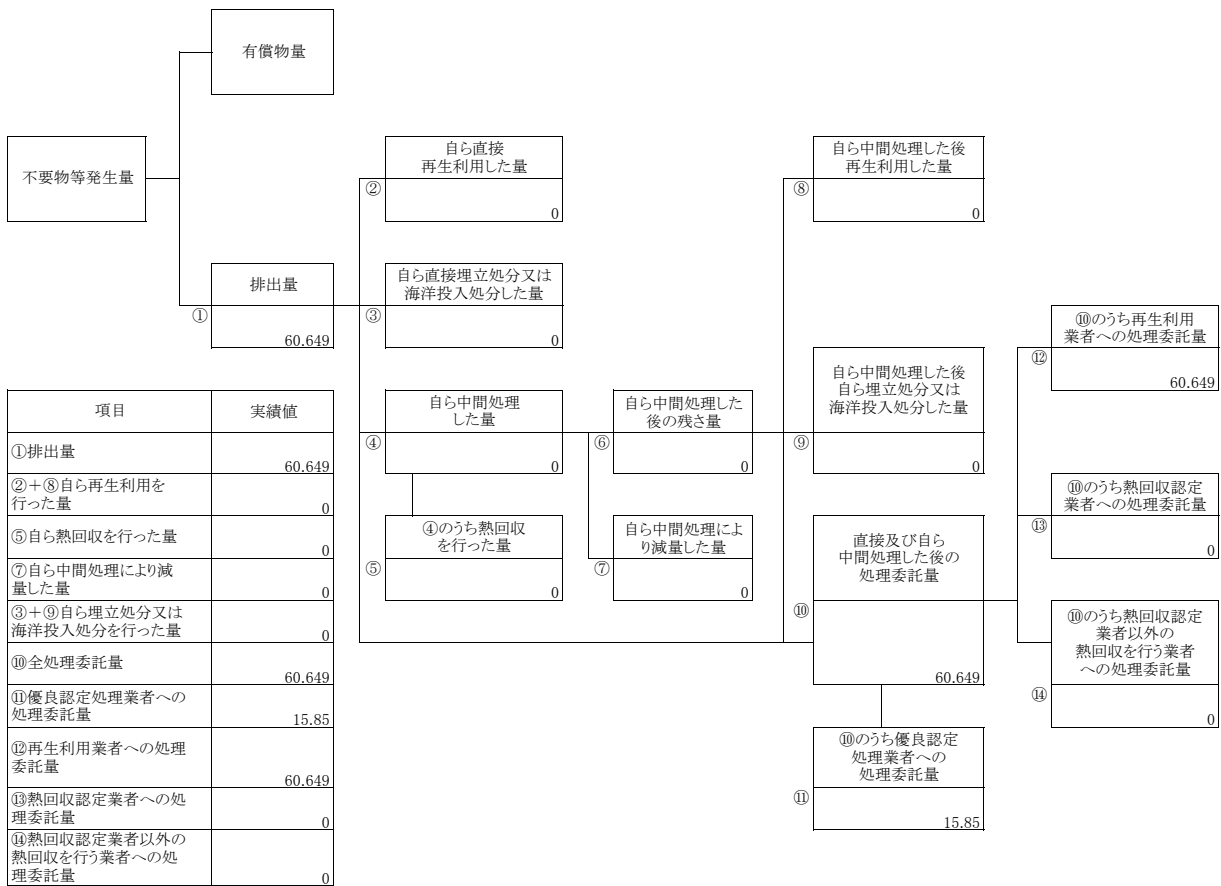 有償物量
不要物等発生量
自ら直接
再生利用した量
②
0
自ら中間処理した後
再生利用した量
⑧
0
排出量
①
60.649
自ら直接埋立処分又は
海洋投入処分した量
③
0
⑩のうち再生利用
業者への処理委託量
⑫
60.649
自ら中間処理した後
自ら埋立処分又は
海洋投入処分した量
⑨
0
自ら中間処理
した量
④
0
自ら中間処理した
後の残さ量
⑥
0
⑩のうち熱回収認定
業者への処理委託量
⑬
0
④のうち熱回収
を行った量
⑤
0
自ら中間処理によ
り減量した量
⑦
0
直接及び自ら
中間処理した後の
処理委託量
⑩
60.649
⑩のうち熱回収認定
業者以外の
熱回収を行う業者
への処理委託量
⑭
0
⑩のうち優良認定
処理業者への
処理委託量
⑪
15.85
項目 実績値
①排出量
60.649
②+⑧自ら再生利用を
行った量
0
⑤自ら熱回収を行った量
0
⑦自ら中間処理により減
量した量
0
③+⑨自ら埋立処分又は
海洋投入処分を行った量
0
⑩全処理委託量
60.649
⑪優良認定処理業者への
処理委託量
15.85
⑫再生利用業者への処理
委託量
60.649
⑬熱回収認定業者への処
理委託量
0
⑭熱回収認定業者以外の
熱回収を行う業者への処
理委託量
0